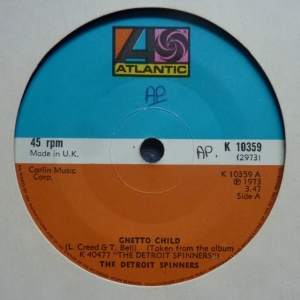 ATLANTIC
AP
45 rpm
Made in U.K.
AP.
K 10359
(2973)
Carlin Music
Corp.
K 10359 A
℗ 1973
3.47
Side A
GHETTO CHILD
(L. Creed & T. Bell) (Taken from the album
K 40477 "THE DETROIT SPINNERS")
THE DETROIT SPINNERS